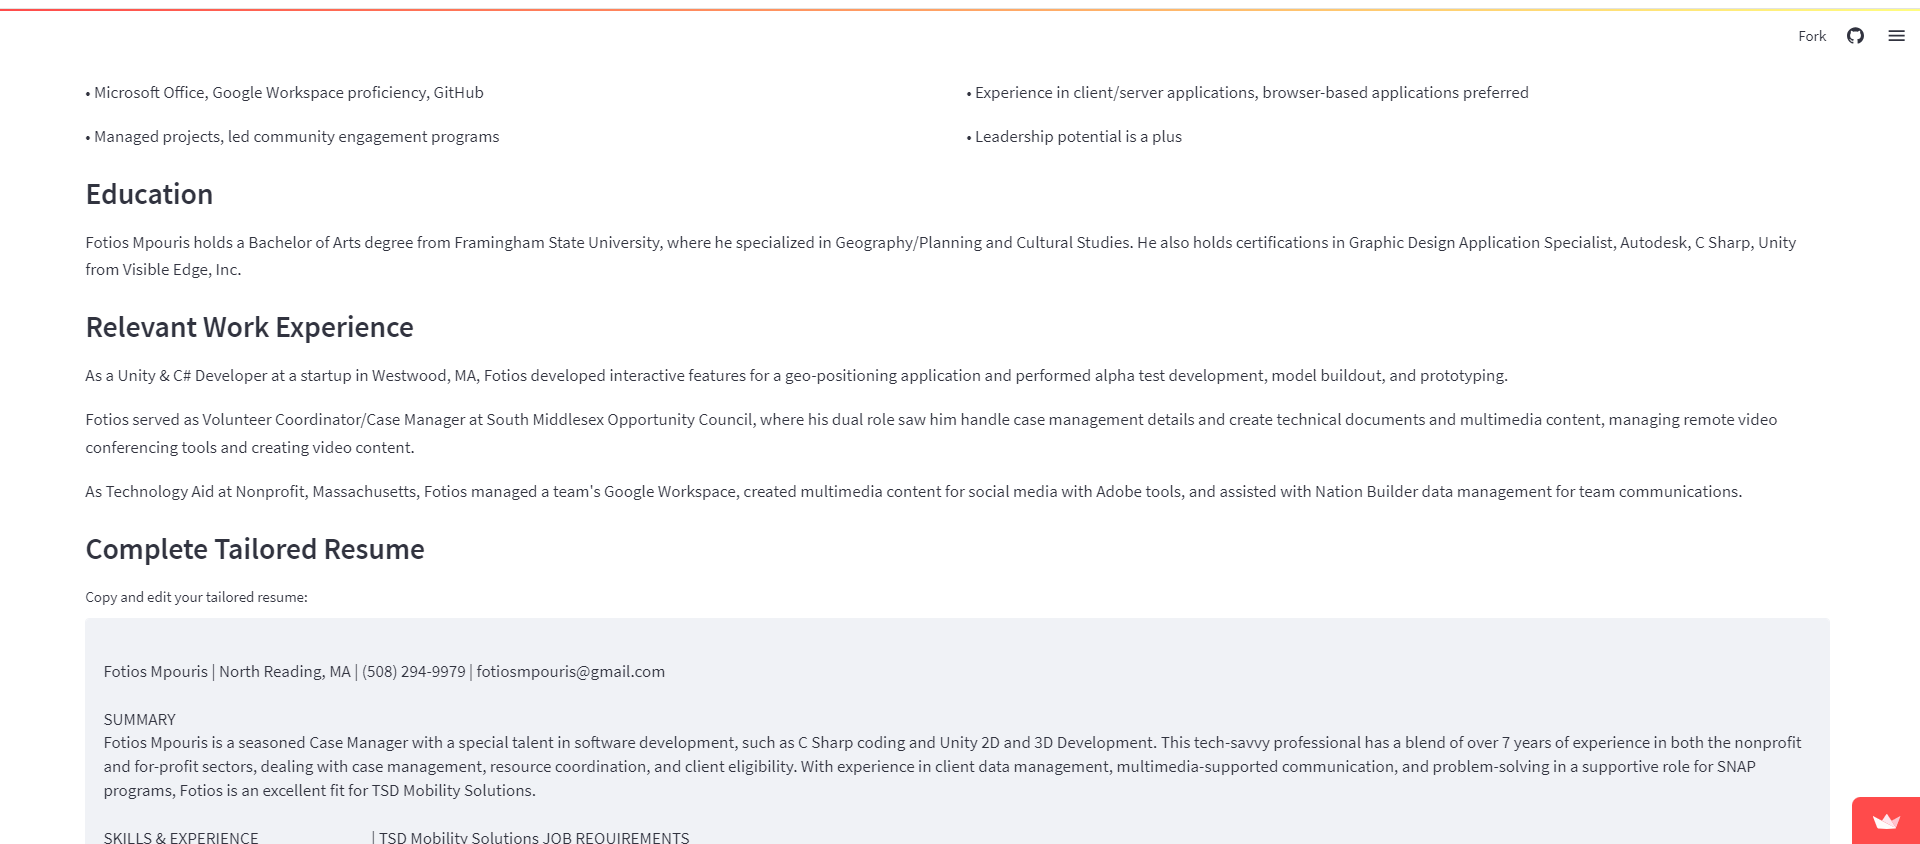 Fork
• Microsoft Office, Google Workspace proficiency, GitHub
• Experience in client/server applications, browser-based applications preferred
• Managed projects, led community engagement programs
• Leadership potential is a plus
Education
Fotios Mpouris holds a Bachelor of Arts degree from Framingham State University, where he specialized in Geography/Planning and Cultural Studies. He also holds certifications in Graphic Design Application Specialist, Autodesk, C Sharp, Unity
from Visible Edge, Inc.
Relevant Work Experience
As a Unity & C# Developer at a startup in Westwood, MA, Fotios developed interactive features for a geo-positioning application and performed alpha test development, model buildout, and prototyping.
Fotios served as Volunteer Coordinator/Case Manager at South Middlesex Opportunity Council, where his dual role saw him handle case management details and create technical documents and multimedia content, managing remote video
conferencing tools and creating video content.
As Technology Aid at Nonprofit, Massachusetts, Fotios managed a team's Google Workspace, created multimedia content for social media with Adobe tools, and assisted with Nation Builder data management for team communications.
Complete Tailored Resume
Copy and edit your tailored resume:
Fotios Mpouris | North Reading, MA | (508) 294-9979 | fotiosmpouris@gmail.com
SUMMARY
Fotios Mpouris is a seasoned Case Manager with a special talent in software development, such as C Sharp coding and Unity 2D and 3D Development. This tech-savvy professional has a blend of over 7 years of experience in both the nonprofit
and for-profit sectors, dealing with case management, resource coordination, and client eligibility. With experience in client data management, multimedia-supported communication, and problem-solving in a supportive role for SNAP
programs, Fotios is an excellent fit for TSD Mobility Solutions.
SKILLS & EXPERIENCE | TSD Mobility Solutions JOB REQUIREMENTS